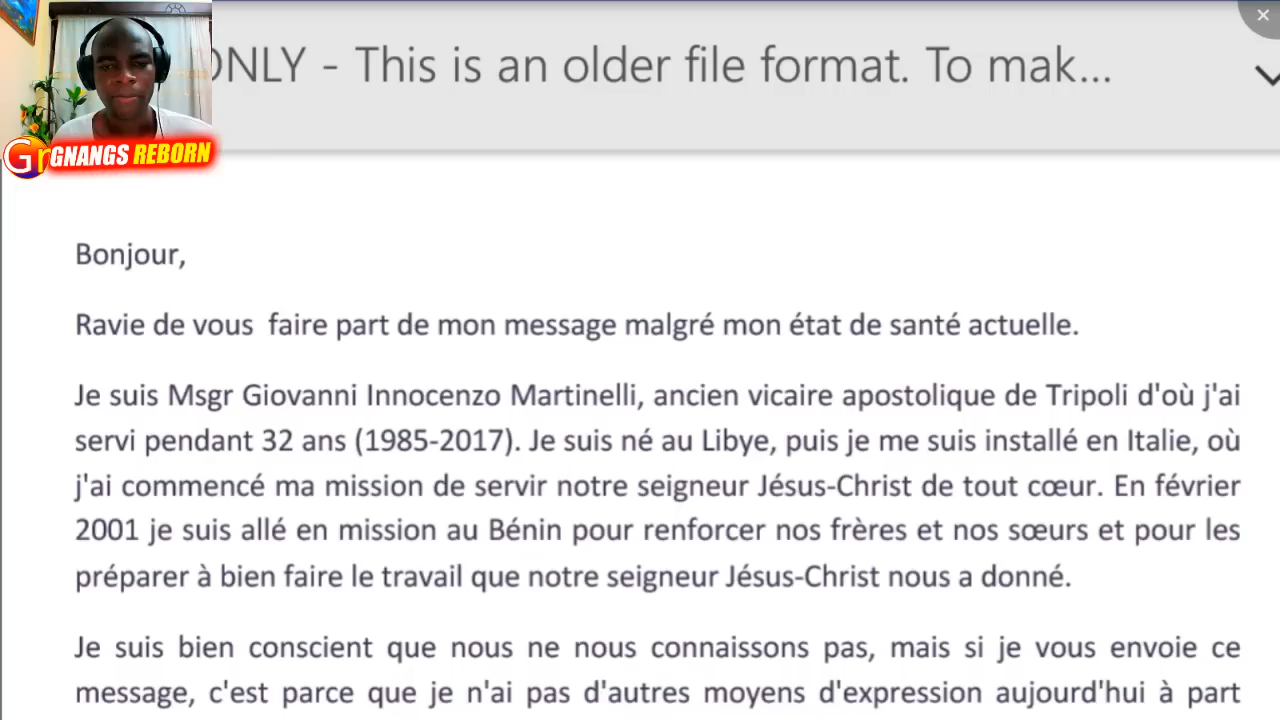 ONLY - This is an older file format. To mak...
Gr GNANGS REBORN
Bonjour,
Ravie de vous faire part de mon message malgré mon état de santé actuelle.
Je suis Msgr Giovanni Innocenzo Martinelli, ancien vicaire apostolique de Tripoli d'où j'ai
servi pendant 32 ans (1985-2017). Je suis né au Libye, puis je me suis installé en Italie, où
j'ai commencé ma mission de servir notre seigneur Jésus-Christ de tout cœur. En février
2001 je suis allé en mission au Bénin pour renforcer nos frères et nos sœurs et pour les
préparer à bien faire le travail que notre seigneur Jésus-Christ nous a donné.
Je suis bien conscient que nous ne nous connaissons pas, mais si je vous envoie ce
message, c'est parce que je n'ai pas d'autres moyens d'expression aujourd'hui à part